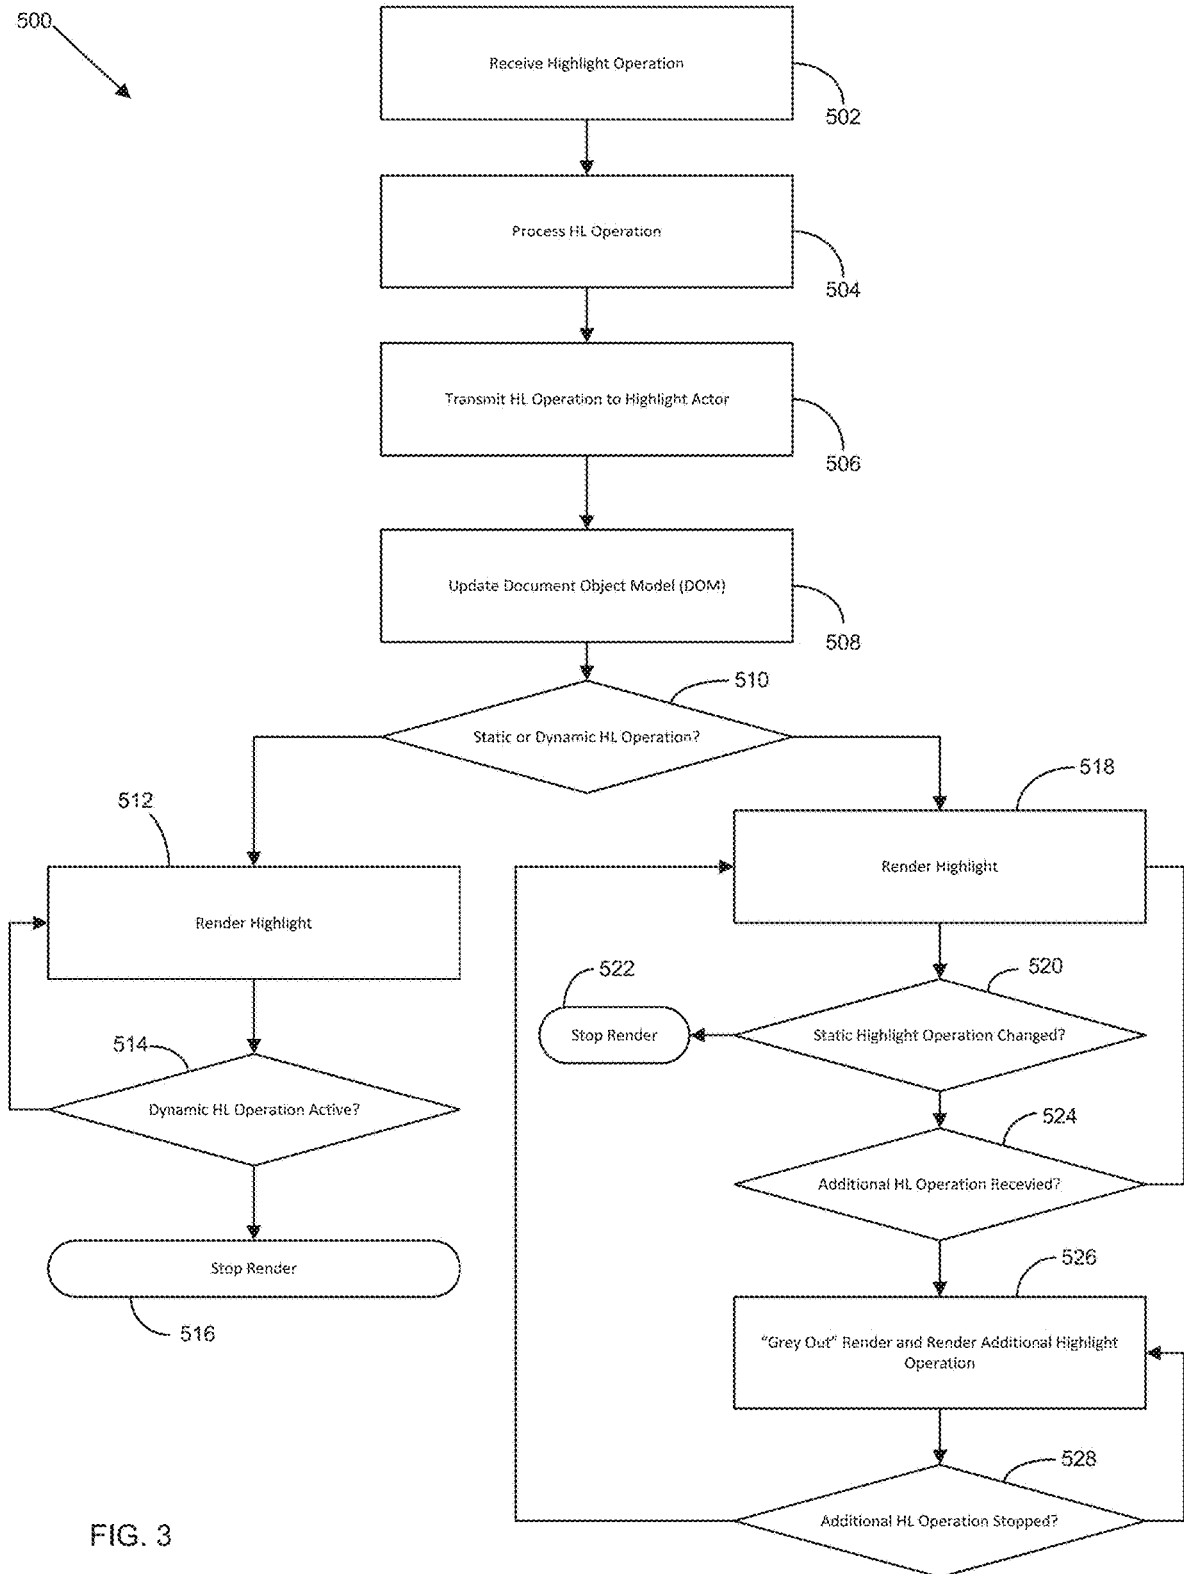 500
Receive Highlight Operation
502
Process HL Operation
504
Transmit HL Operation to Highlight Actor
506
Update Document Object Model (DOM)
508
510
Static or Dynamic HL Operation?
512
Render Highlight
514
Dynamic HL Operation Active?
Stop Render
516
518
Render Highlight
520
522
Stop Render
Static Highlight Operation Changed?
524
Additional HL Operation Recevied?
526
"Grey Out" Render and Render Additional Highlight
Operation
528
Additional HL Operation Stopped?
FIG. 3